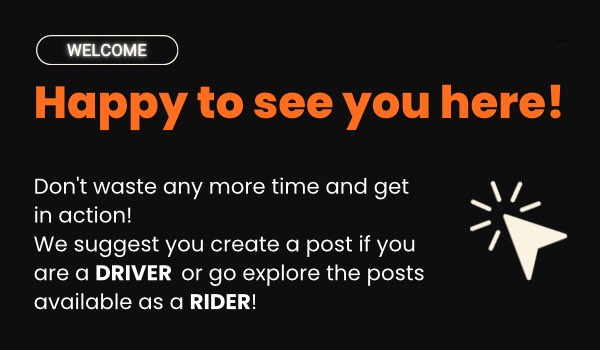 WELCOME
Happy to see you here!
Don't waste any more time and get
in action!
We suggest you create a post if you
are a DRIVER or go explore the posts
available as a RIDER!